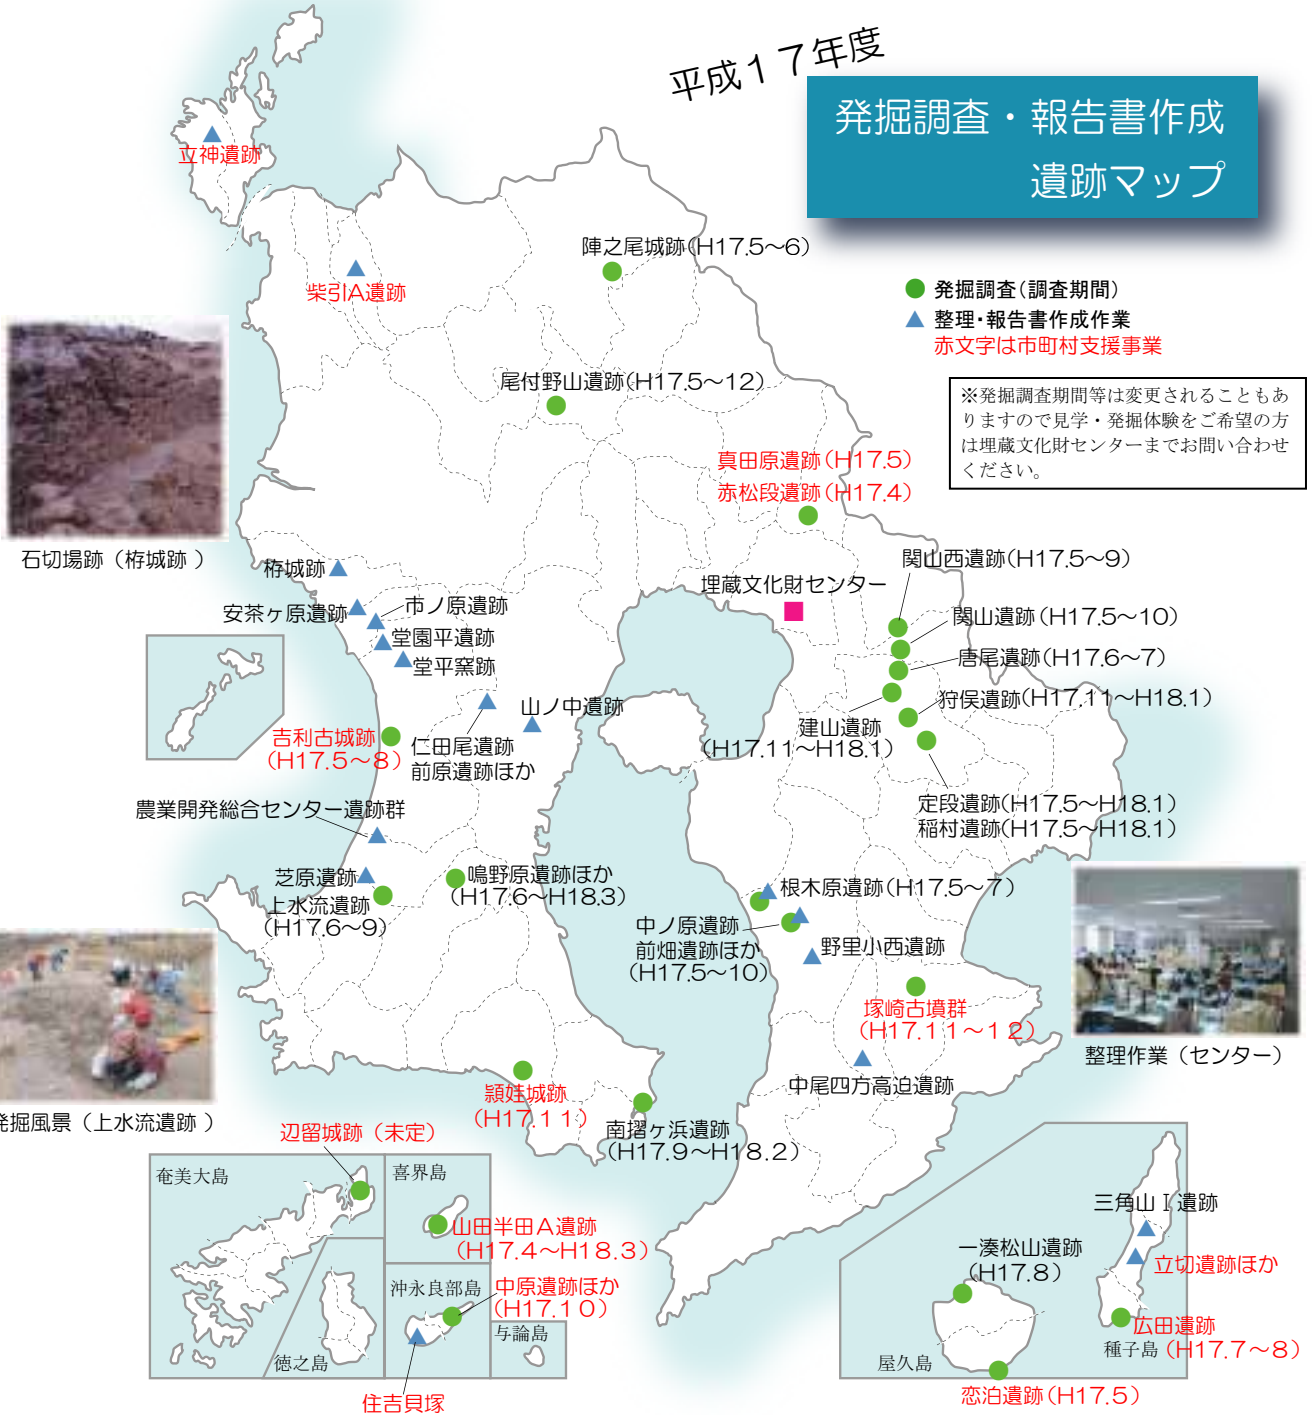 平成１７年度
発掘調査・報告書作成
遺跡マップ
発掘調査(調査期間)
整理・報告書作成作業
赤文字は市町村支援事業
※発掘調査期間等は変更されることもあ
りますので見学・発掘体験をご希望の方
は埋蔵文化財センターまでお問い合わせ
ください。
立神遺跡
柴引A遺跡
陣之尾城跡(H17.5～6)
尾付野山遺跡(H17.5～12)
真田原遺跡(H17.5)
赤松段遺跡(H17.4)
石切場跡（栫城跡 ）
栫城跡
安茶ヶ原遺跡
市ノ原遺跡
堂園平遺跡
堂平窯跡
埋蔵文化財センター
関山西遺跡(H17.5～9)
関山遺跡(H17.5～10)
唐尾遺跡(H17.6～7)
狩俣遺跡(H17.11～H18.1)
建山遺跡
(H17.11～H18.1)
定段遺跡(H17.5～H18.1)
稲村遺跡(H17.5～H18.1)
山ノ中遺跡
仁田尾遺跡
前原遺跡ほか
吉利古城跡
(H17.5～8)
農業開発総合センター遺跡群
芝原遺跡
上水流遺跡
(H17.6～9)
鳴野原遺跡ほか
(H17.6～H18.3)
根木原遺跡(H17.5～7)
中ノ原遺跡
前畑遺跡ほか
(H17.5～10)
野里小西遺跡
塚崎古墳群
(H17.11～12)
中尾四方高迫遺跡
整理作業（センター）
発掘風景（上水流遺跡 ）
頴娃城跡
(H17.11)
南摺ヶ浜遺跡
(H17.9～H18.2)
辺留城跡（未定）
奄美大島
喜界島
山田半田A遺跡
(H17.4～H18.3)
沖永良部島
中原遺跡ほか
(H17.10)
与論島
徳之島
住吉貝塚
三角山Ⅰ遺跡
一湊松山遺跡
(H17.8)
立切遺跡ほか
広田遺跡
種子島
(H17.7～8)
屋久島
恋泊遺跡(H17.5)